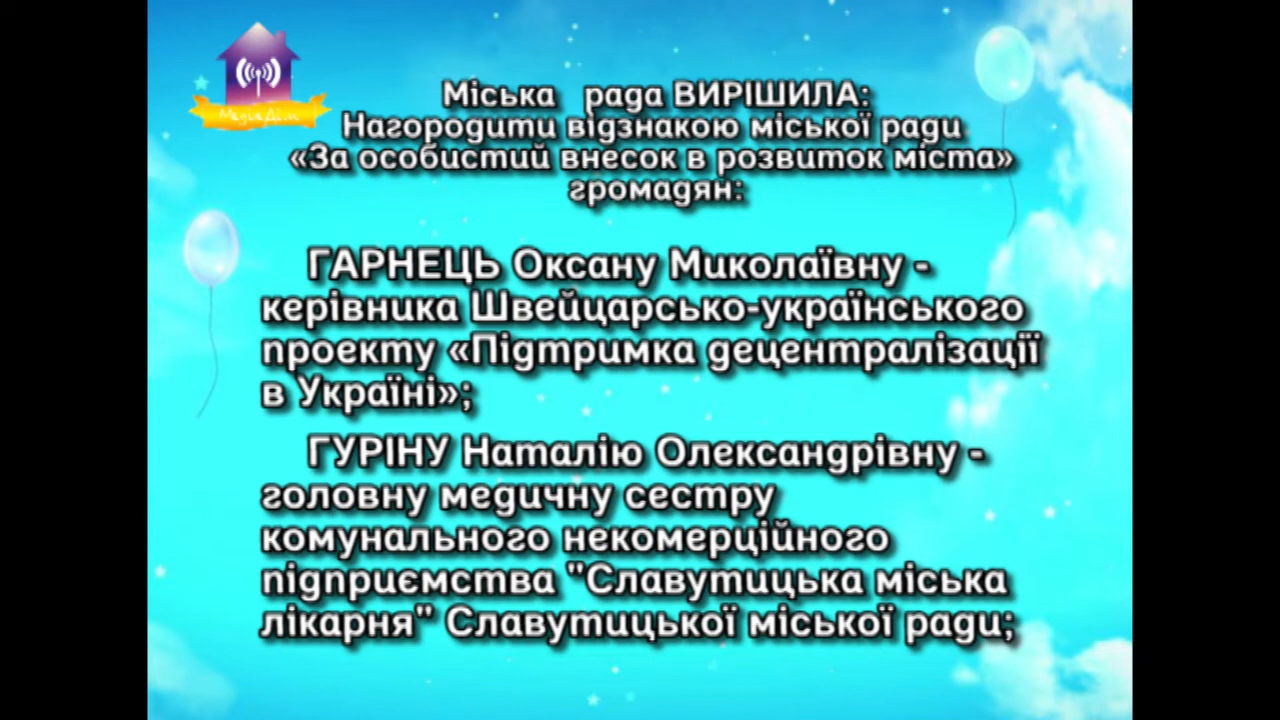 Медіа Дім
Міська рада ВИРІШИЛА:
Нагородити відзнакою міської ради
«За особистий внесок в розвиток міста»
громадян:
ГАРНЕЦЬ Оксану Миколаївну -
керівника Швейцарсько-українського
проекту «Підтримка децентралізації
в Україні»;
ГУРІНУ Наталію Олександрівну -
головну медичну сестру
комунального некомерційного
підприємства "Славутицька міська
лікарня" Славутицької міської ради;